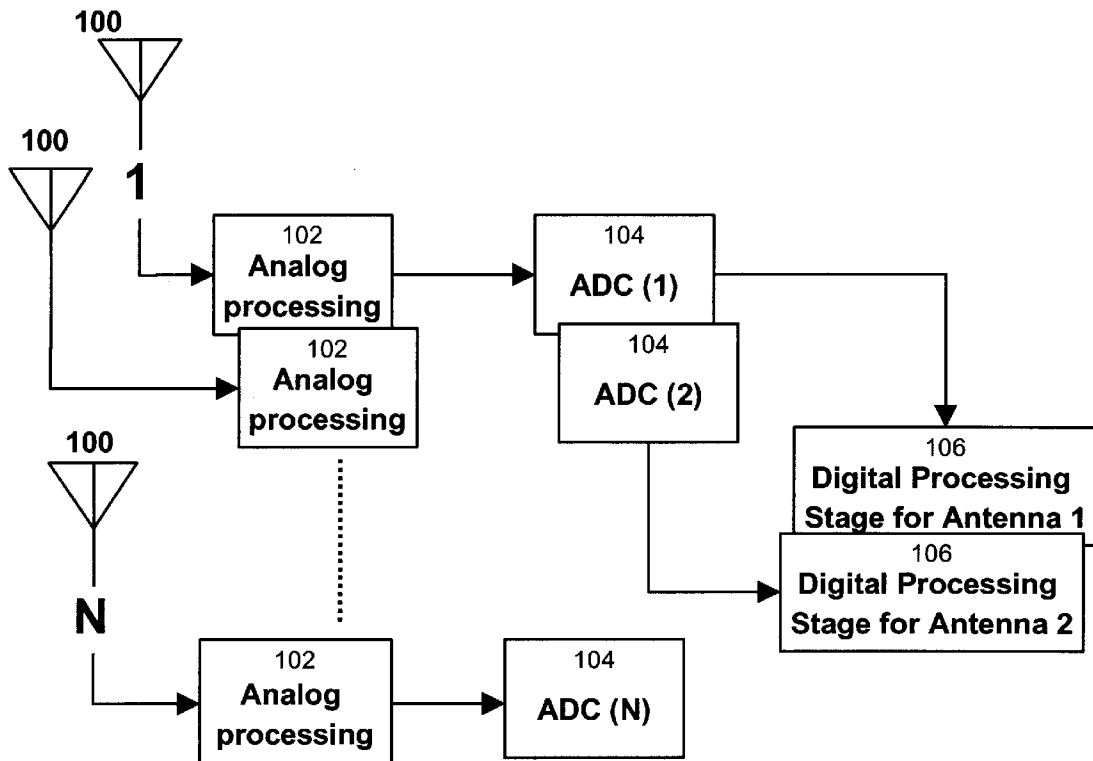 100
100
1
102
Analog
processing
104
ADC (1)
102
Analog
processing
104
ADC (2)
100
106
Digital Processing
Stage for Antenna 1
106
Digital Processing
Stage for Antenna 2
N
102
Analog
processing
104
ADC (N)